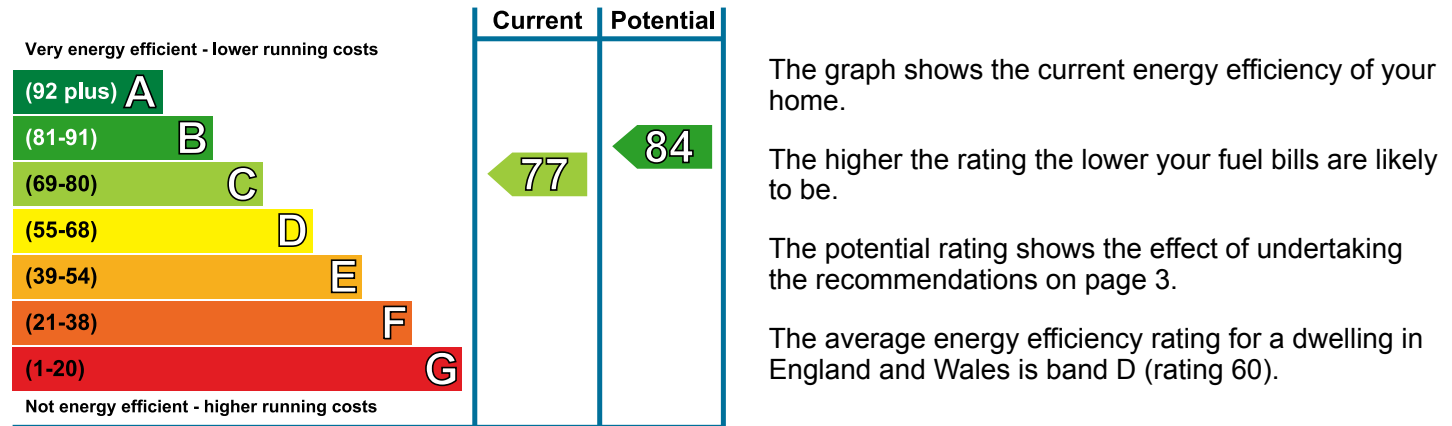 Current Potential
Very energy efficient - lower running costs
(92 plus) A
(81-91) B
(69-80) C
(55-68) D
(39-54) E
(21-38) F
(1-20) G
Not energy efficient - higher running costs
77
84
The graph shows the current energy efficiency of your
home.
The higher the rating the lower your fuel bills are likely
to be.
The potential rating shows the effect of undertaking
the recommendations on page 3.
The average energy efficiency rating for a dwelling in
England and Wales is band D (rating 60).